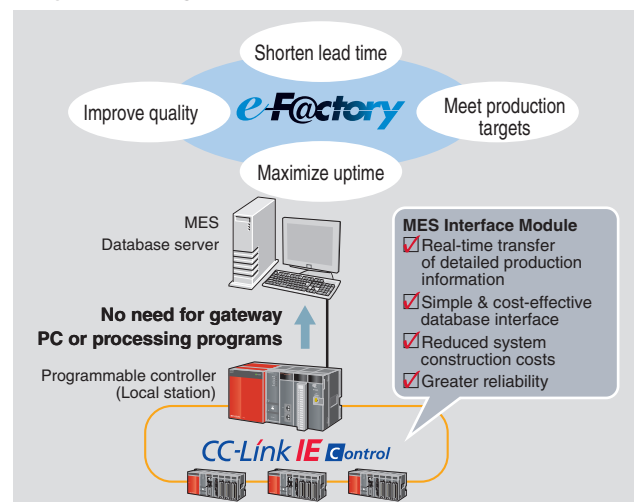 Shorten lead time
Improve quality
e-F@ctory
Meet production
targets
Maximize uptime
MES
Database server
MES Interface Module
Real-time transfer
of detailed production
information
Simple & cost-effective
database interface
Reduced system
construction costs
Greater reliability
No need for gateway
PC or processing programs
Programmable controller
(Local station)
CC-Link IE Control